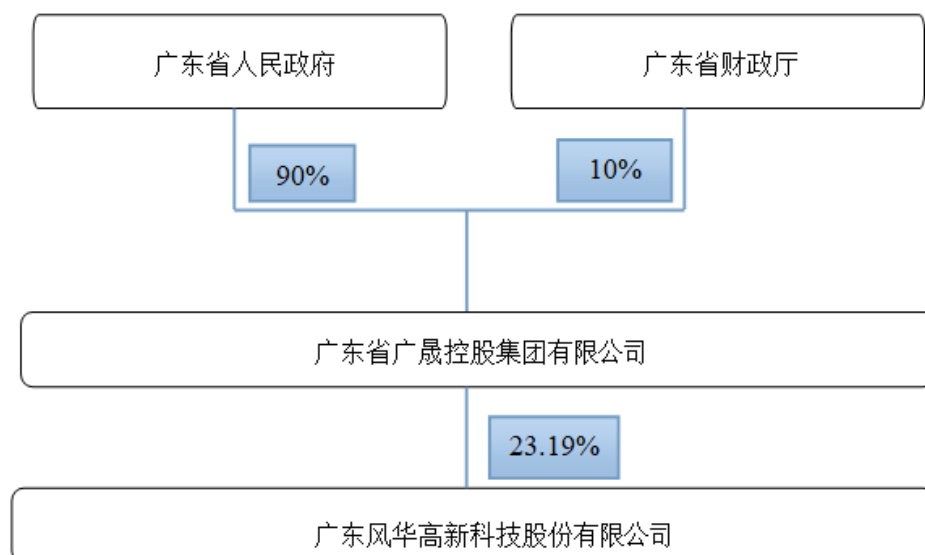 广东省人民政府
广东省财政厅
90%
10%
广东省广晟控股集团有限公司
23.19%
广东风华高新科技股份有限公司